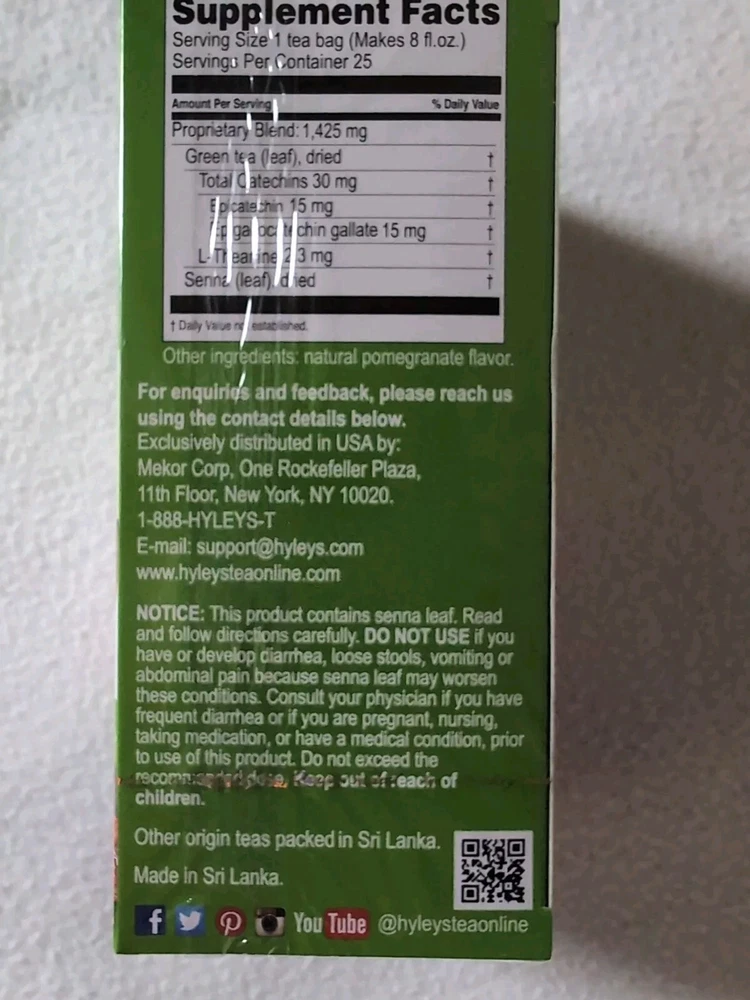 Supplement Facts
Serving Size 1 tea bag (Makes 8 fl.oz.)
Servings Per Container 25
Amount Per Serving % Daily Value
Proprietary Blend: 1,425 mg
Green tea (leaf), dried †
Total Catechins 30 mg †
Epicatechin 15 mg †
Epigallocatechin gallate 15 mg †
L-Theanine 2.3 mg †
Senna (leaf), dried †
† Daily Value not established.
Other ingredients: natural pomegranate flavor.
For enquiries and feedback, please reach us
using the contact details below.
Exclusively distributed in USA by:
Mekor Corp, One Rockefeller Plaza,
11th Floor, New York, NY 10020.
1-888-HYLEYS-T
E-mail: support@hyleys.com
www.hyleysteaonline.com
NOTICE: This product contains senna leaf. Read
and follow directions carefully. DO NOT USE if you
have or develop diarrhea, loose stools, vomiting or
abdominal pain because senna leaf may worsen
these conditions. Consult your physician if you have
frequent diarrhea or if you are pregnant, nursing,
taking medication, or have a medical condition, prior
to use of this product. Do not exceed the
recommended dose. Keep out of reach of
children.
Other origin teas packed in Sri Lanka.
Made in Sri Lanka.
f YouTube @hyleysteaonline